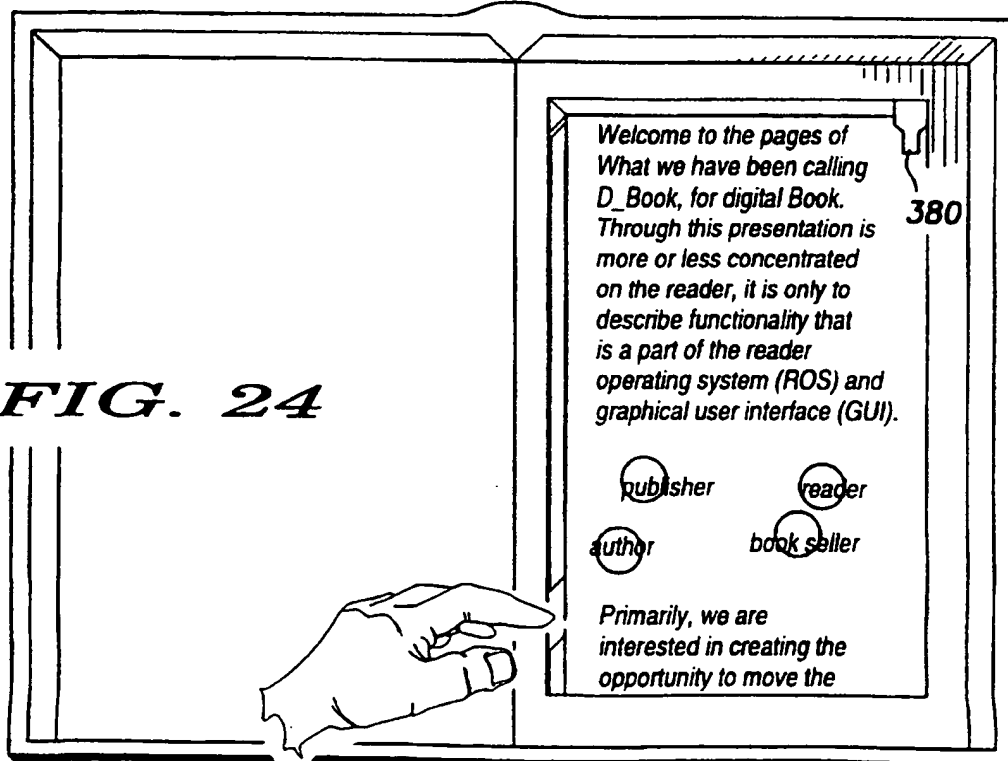 Welcome to the pages of
What we have been calling
D_Book, for digital Book.
Through this presentation is
more or less concentrated
on the reader, it is only to
describe functionality that
is a part of the reader
operating system (ROS) and
graphical user interface (GUI).
380
FIG. 24
publisher reader
author book seller
Primarily, we are
interested in creating the
opportunity to move the